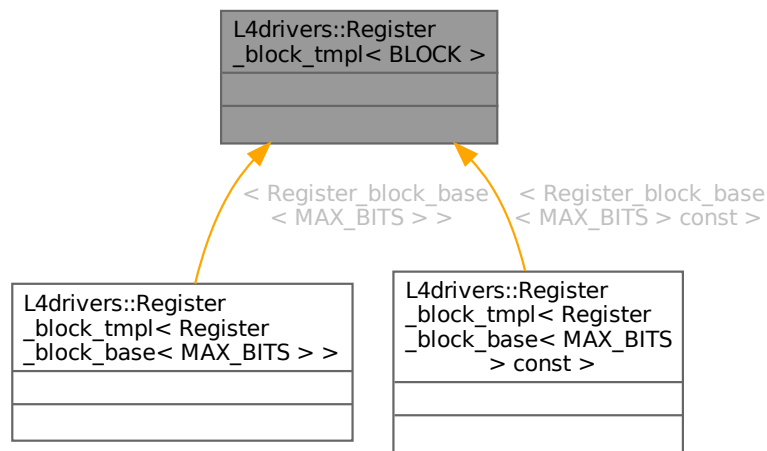 L4drivers::Register
_block_tmpl< BLOCK >
< Register_block_base
< MAX_BITS > >
< Register_block_base
< MAX_BITS > const >
L4drivers::Register
_block_tmpl< Register
_block_base< MAX_BITS > >
L4drivers::Register
_block_tmpl< Register
_block_base< MAX_BITS
> const >